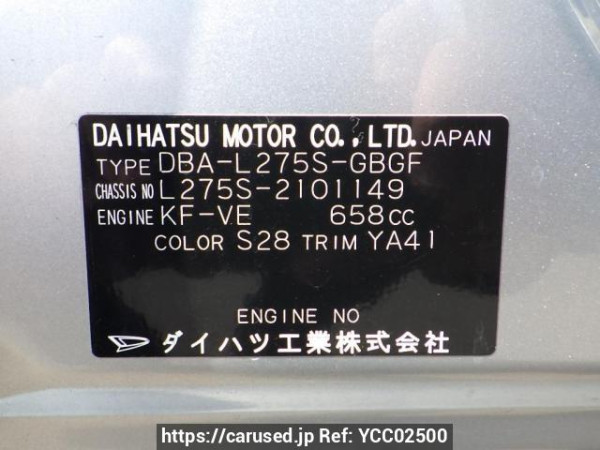 DAIHATSU MOTOR CO., LTD. JAPAN
TYPE DBA-L275S-GBGF
CHASSIS NO L275S-2101149
ENGINE KF-VE 658cc
COLOR S28 TRIM YA41
ENGINE NO
ダイハツ工業株式会社
https://carused.jp Ref: YCC02500